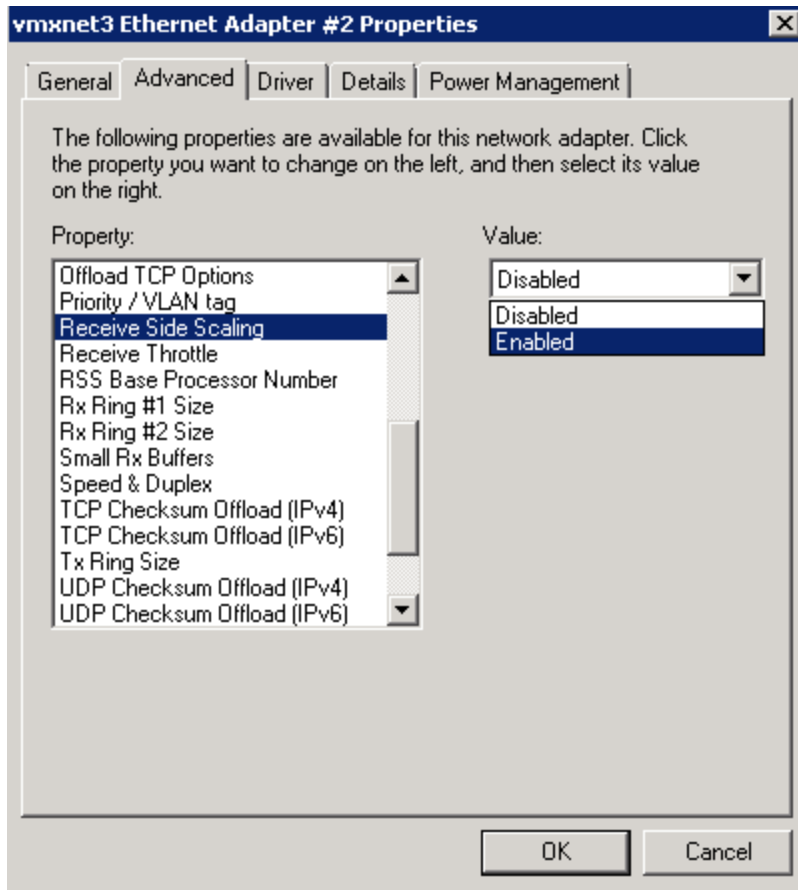 vmxnet3 Ethernet Adapter #2 Properties
General
Advanced
Driver
Details
Power Management
The following properties are available for this network adapter. Click
the property you want to change on the left, and then select its value
on the right.
Property:
Value:
Offload TCP Options
Priority / VLAN tag
Receive Side Scaling
Receive Throttle
RSS Base Processor Number
Rx Ring #1 Size
Rx Ring #2 Size
Small Rx Buffers
Speed & Duplex
TCP Checksum Offload (IPv4)
TCP Checksum Offload (IPv6)
Tx Ring Size
UDP Checksum Offload (IPv4)
UDP Checksum Offload (IPv6)
Disabled
Disabled
Enabled
OK
Cancel